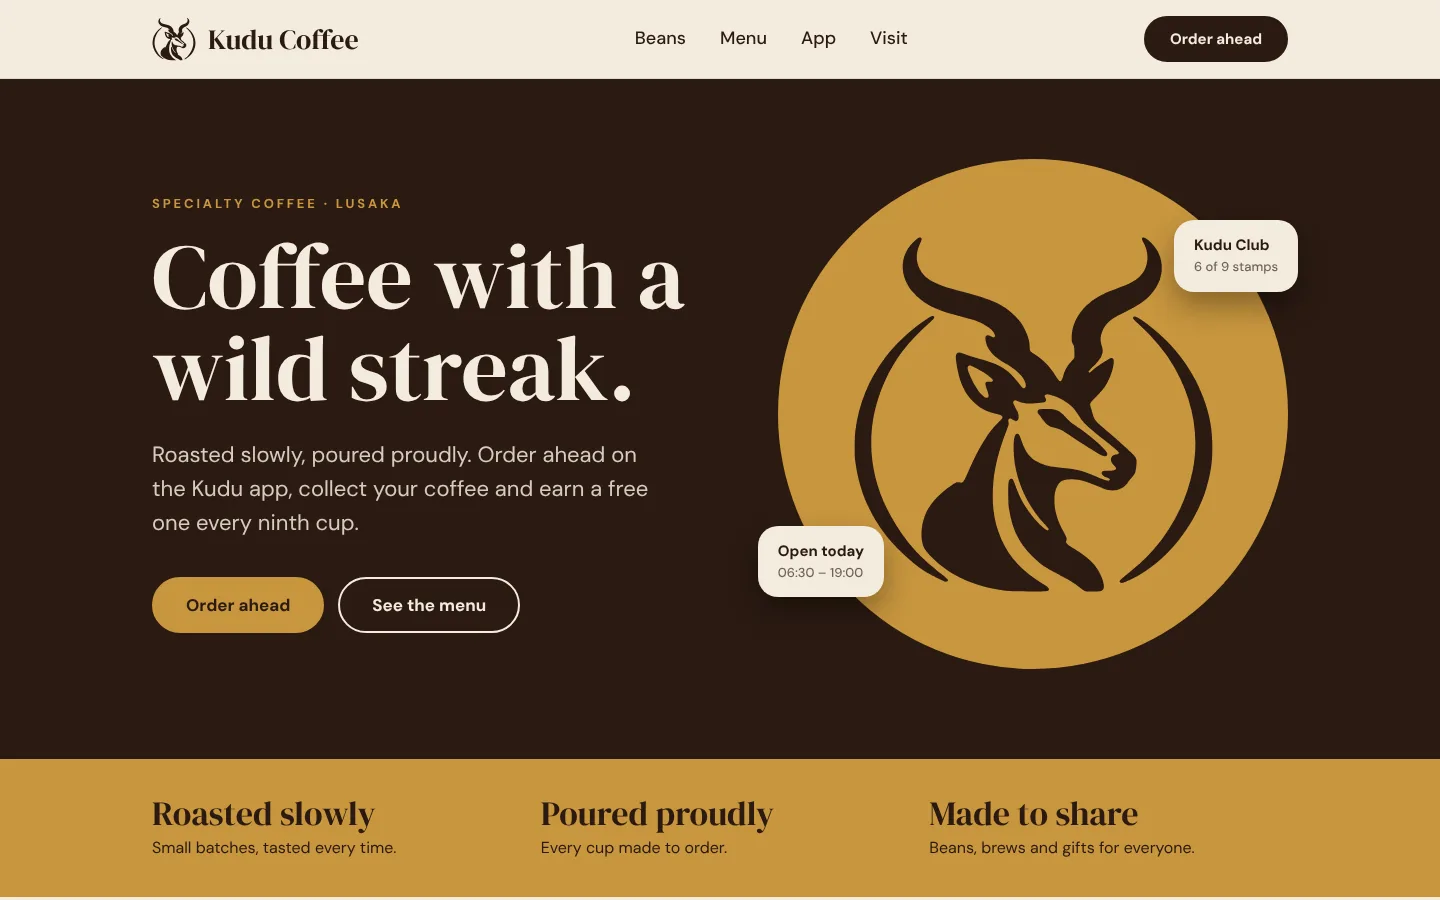 Kudu Coffee
Beans
Menu
App
Visit
Order ahead
SPECIALTY COFFEE · LUSAKA
Coffee with a
wild streak.
Roasted slowly, poured proudly. Order ahead on
the Kudu app, collect your coffee and earn a free
one every ninth cup.
Order ahead
See the menu
Kudu Club
6 of 9 stamps
Open today
06:30 – 19:00
Roasted slowly
Small batches, tasted every time.
Poured proudly
Every cup made to order.
Made to share
Beans, brews and gifts for everyone.